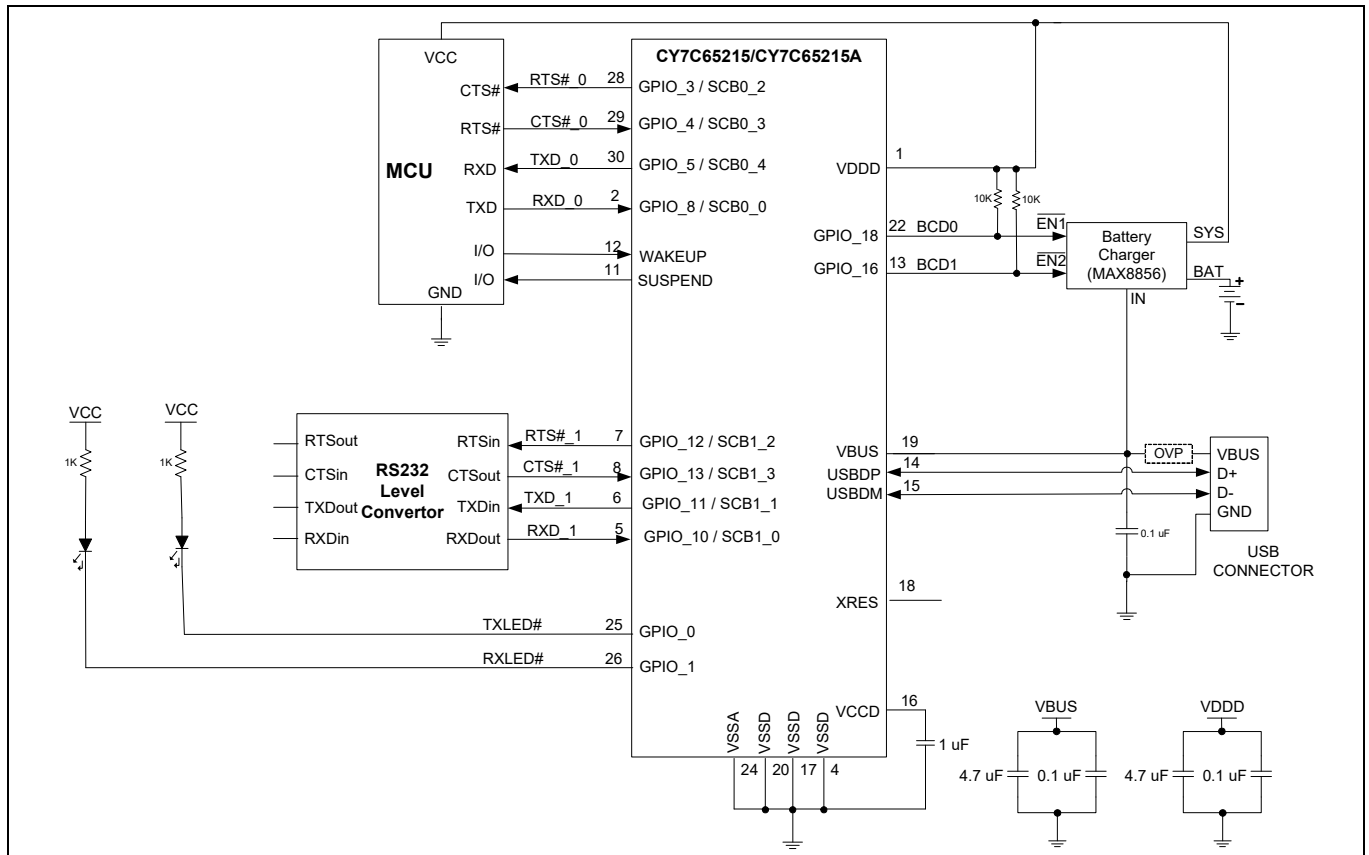 CY7C65215/CY7C65215A
VCC
CTS#
RTS#
MCU
RXD
TXD
I/O
I/O
GND
RTS#_0
28
GPIO_3 / SCB0_2
CTS#_0
29
GPIO_4 / SCB0_3
TXD_0
30
GPIO_5 / SCB0_4
RXD_0
2
GPIO_8 / SCB0_0
12
WAKEUP
11
SUSPEND
VDDD
1
10K
10K
GPIO_18
22
BCD0
EN1
GPIO_16
13
BCD1
EN2
Battery
Charger
(MAX8856)
SYS
BAT
+
-
IN
VCC
VCC
1K
1K
RTSout
CTSin
TXDout
RXDin
RS232
Level
Convertor
RTSin
CTSout
TXDin
RXDout
RTS#_1
7
GPIO_12 / SCB1_2
CTS#_1
8
GPIO_13 / SCB1_3
TXD_1
6
GPIO_11 / SCB1_1
RXD_1
5
GPIO_10 / SCB1_0
VBUS
19
OVP
VBUS
USBDP
14
D+
USBDM
15
D-
GND
0.1 uF
USB
CONNECTOR
XRES
18
TXLED#
25
GPIO_0
RXLED#
26
GPIO_1
VCCD
16
1 uF
VSSA
VSSD
VSSD
VSSD
24
20
17
4
VBUS
4.7 uF
0.1 uF
VDDD
4.7 uF
0.1 uF